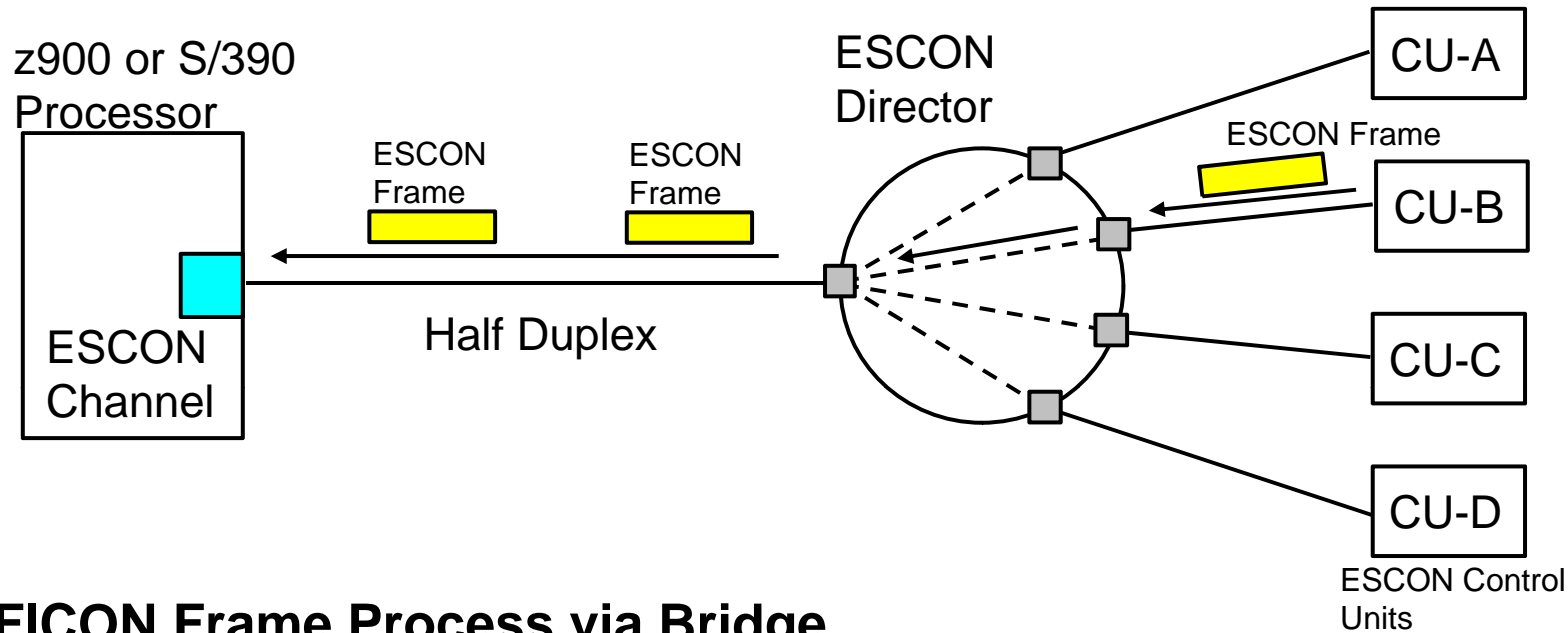 z900 or S/390
Processor
ESCON
Director
CU-A
ESCON
Frame
ESCON
Frame
ESCON Frame
CU-B
ESCON
Channel
Half Duplex
CU-C
CU-D
ESCON Control
Units
FICON Frame Process via Bridge